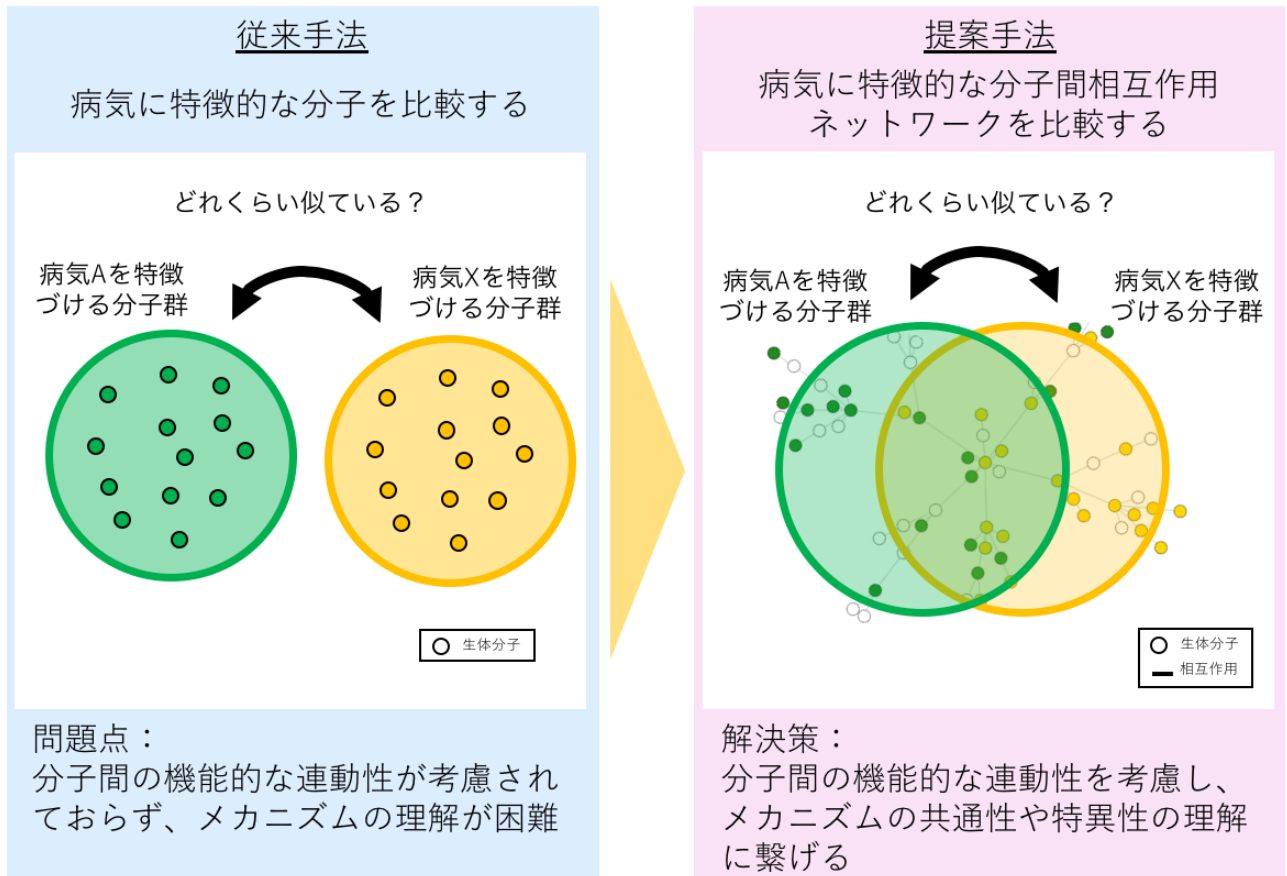 従来手法
病気に特徴的な分子を比較する
どれくらい似ている？
病気Aを特徴
づける分子群
病気Xを特徴
づける分子群
生体分子
問題点：
分子間の機能的な連動性が考慮され
ておらず、メカニズムの理解が困難
提案手法
病気に特徴的な分子間相互作用
ネットワークを比較する
どれくらい似ている？
病気Aを特徴
づける分子群
病気Xを特徴
づける分子群
生体分子
相互作用
解決策：
分子間の機能的な連動性を考慮し、
メカニズムの共通性や特異性の理解
に繋げる